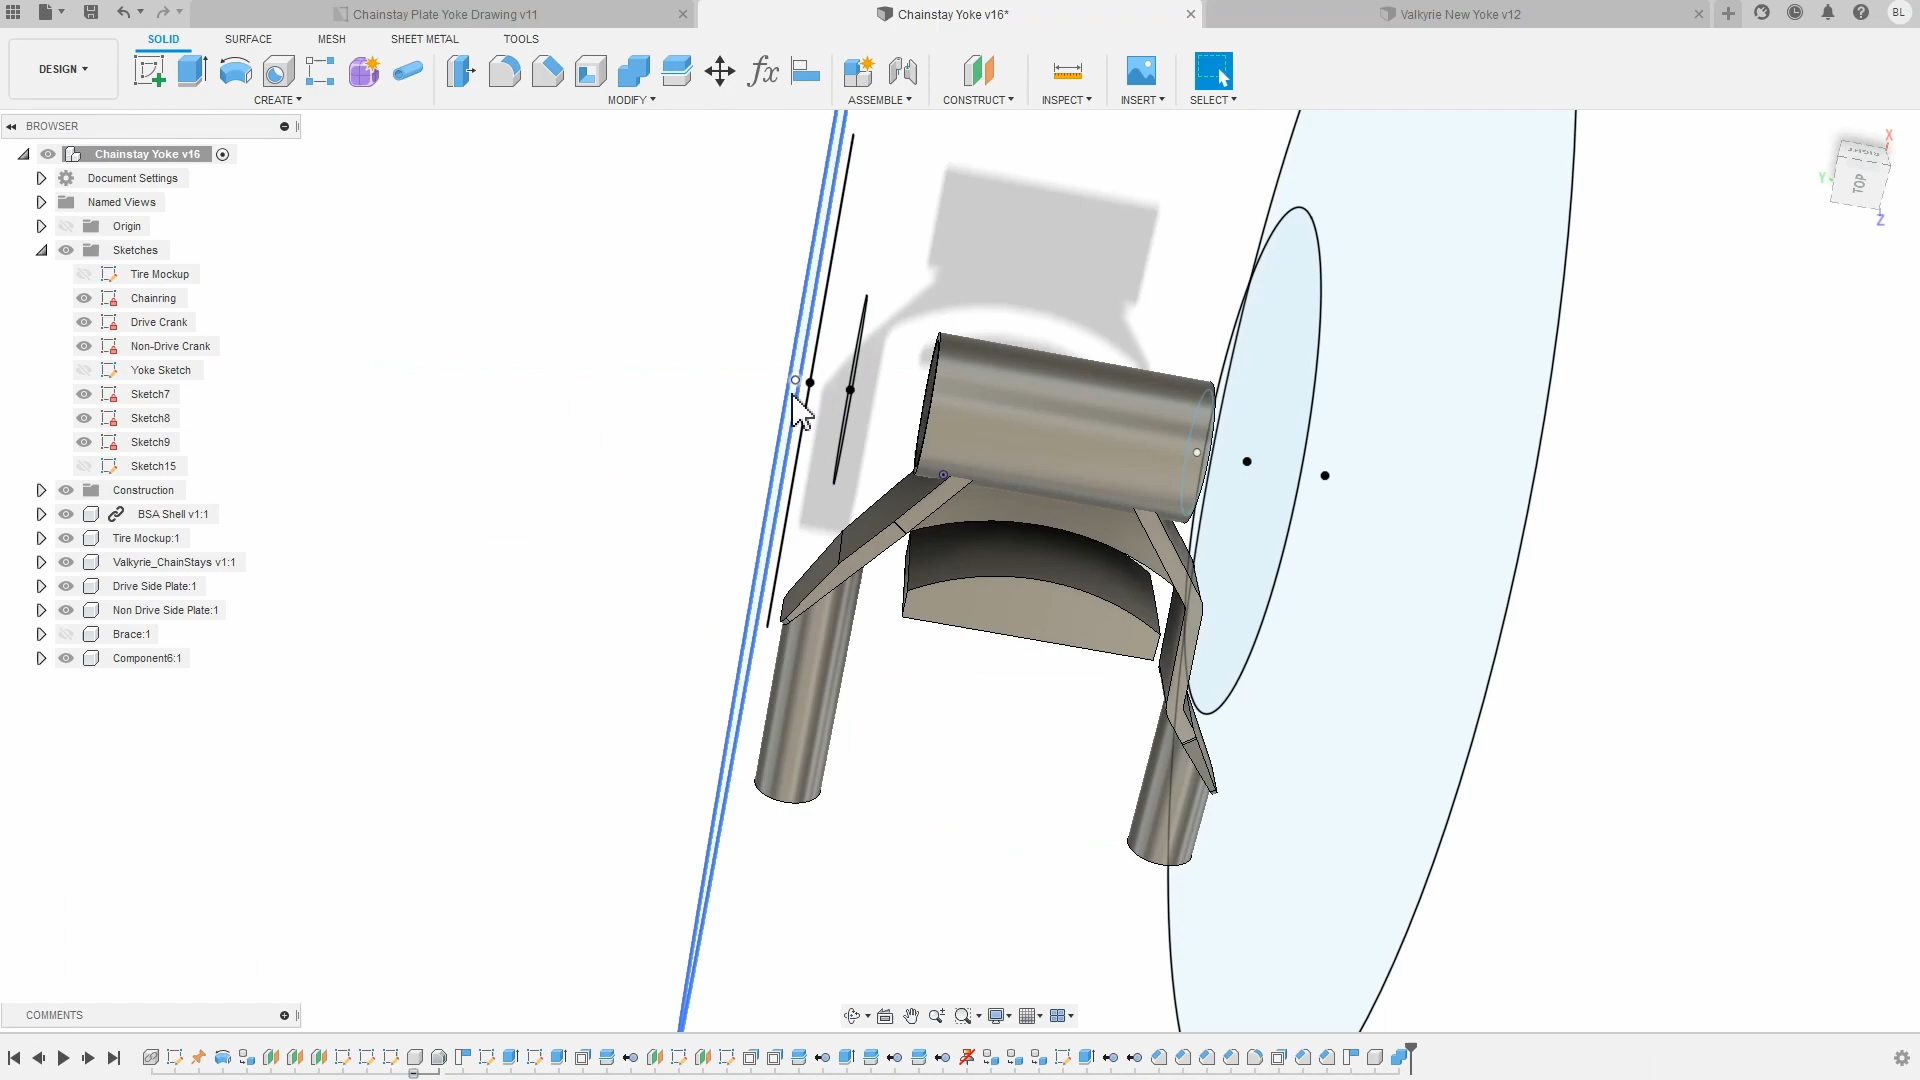 Chainstay Plate Yoke Drawing v11
Chainstay Yoke v16*
Valkyrie New Yoke v12
BL
SOLID
SURFACE
MESH
SHEET METAL
TOOLS
DESIGN
CREATE
MODIFY
ASSEMBLE
CONSTRUCT
INSPECT
INSERT
SELECT
fx
BROWSER
Chainstay Yoke v16
Document Settings
Named Views
Origin
Sketches
Tire Mockup
Chainring
Drive Crank
Non-Drive Crank
Yoke Sketch
Sketch7
Sketch8
Sketch9
Sketch15
Construction
BSA Shell v1:1
Tire Mockup:1
Valkyrie_ChainStays v1:1
Drive Side Plate:1
Non Drive Side Plate:1
Brace:1
Component6:1
X
RIGHT
Y
TOP
Z
COMMENTS